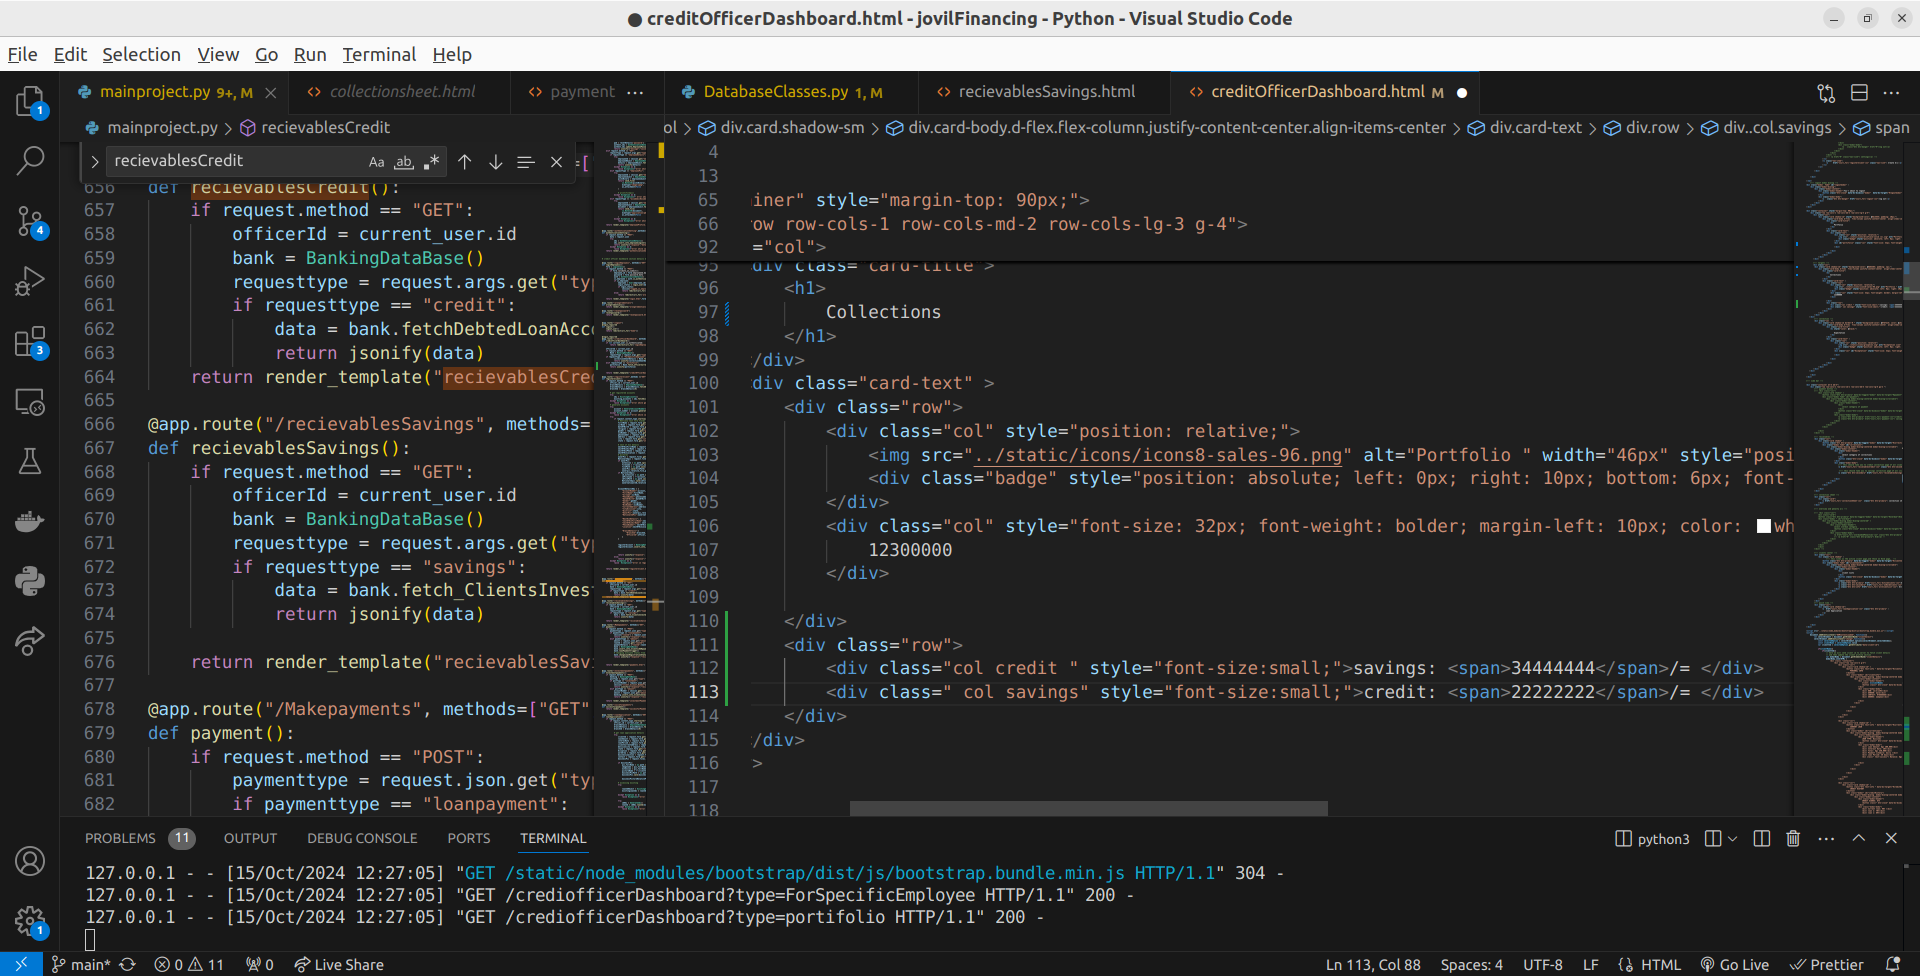 creditOfficerDashboard.html - jovilFinancing - Python - Visual Studio Code
File Edit Selection View Go Run Terminal Help
mainproject.py 9+, M
collectionsheet.html
payment
DatabaseClasses.py 1, M
recievablesSavings.html
creditOfficerDashboard.html M
mainproject.py > recievablesCredit
ol > div.card.shadow-sm > div.card-body.d-flex.flex-column.justify-content-center.align-items-center > div.card-text > div.row > div..col.savings > span
recievablesCredit
Aa ab .*
=[
656 def recievablesCredit():
657 if request.method == "GET":
658 officerId = current_user.id
659 bank = BankingDataBase()
660 requesttype = request.args.get("typ
661 if requesttype == "credit":
662 data = bank.fetchDebtedLoanAcco
663 return jsonify(data)
664 return render_template("recievablesCre
665
666 @app.route("/recievablesSavings", methods=
667 def recievablesSavings():
668 if request.method == "GET":
669 officerId = current_user.id
670 bank = BankingDataBase()
671 requesttype = request.args.get("typ
672 if requesttype == "savings":
673 data = bank.fetch_ClientsInves
674 return jsonify(data)
675
676 return render_template("recievablesSav
677
678 @app.route("/Makepayments", methods=["GET"
679 def payment():
680 if request.method == "POST":
681 paymenttype = request.json.get("typ
682 if paymenttype == "loanpayment":
4
13
65 iner" style="margin-top: 90px;">
66 row row-cols-1 row-cols-md-2 row-cols-lg-3 g-4">
92 ="col">
95 div class="card-title">
96 <h1>
97 Collections
98 </h1>
99 /div>
100 div class="card-text" >
101 <div class="row">
102 <div class="col" style="position: relative;">
103 <img src="../static/icons/icons8-sales-96.png" alt="Portfolio " width="46px" style="posi
104 <div class="badge" style="position: absolute; left: 0px; right: 10px; bottom: 6px; font-
105 </div>
106 <div class="col" style="font-size: 32px; font-weight: bolder; margin-left: 10px; color: wh
107 12300000
108 </div>
109
110 </div>
111 <div class="row">
112 <div class="col credit " style="font-size:small;">savings: <span>34444444</span>/= </div>
113 <div class=" col savings" style="font-size:small;">credit: <span>22222222</span>/= </div>
114 </div>
115 /div>
116 >
117
118
PROBLEMS 11 OUTPUT DEBUG CONSOLE PORTS TERMINAL
python3
127.0.0.1 - - [15/Oct/2024 12:27:05] "GET /static/node_modules/bootstrap/dist/js/bootstrap.bundle.min.js HTTP/1.1" 304 -
127.0.0.1 - - [15/Oct/2024 12:27:05] "GET /crediofficerDashboard?type=ForSpecificEmployee HTTP/1.1" 200 -
127.0.0.1 - - [15/Oct/2024 12:27:05] "GET /crediofficerDashboard?type=portifolio HTTP/1.1" 200 -
1
4
3
1
main* 0 11 0 Live Share
Ln 113, Col 88 Spaces: 4 UTF-8 LF HTML Go Live Prettier